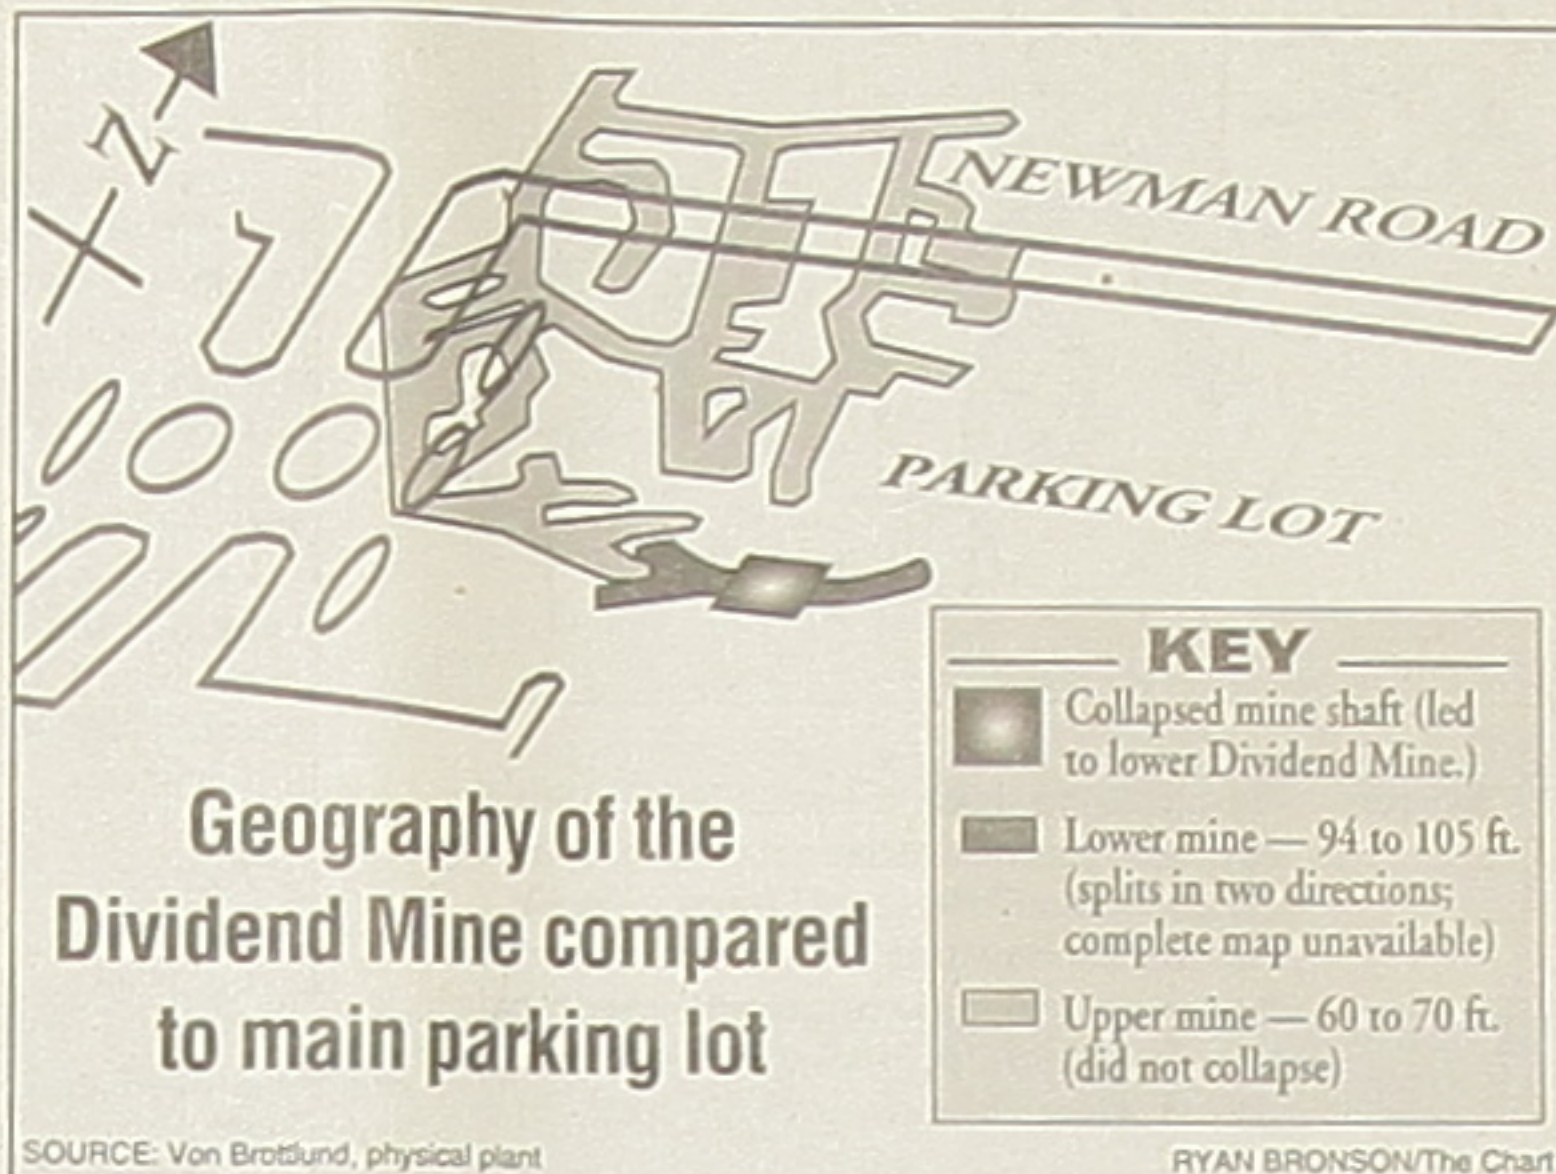 N
NEWMAN ROAD
PARKING LOT
KEY
Collapsed mine shaft (led
to lower Dividend Mine.)
Lower mine — 94 to 105 ft.
(splits in two directions;
complete map unavailable)
Upper mine — 60 to 70 ft.
(did not collapse)
Geography of the
Dividend Mine compared
to main parking lot
SOURCE: Von Brottlund, physical plant
RYAN BRONSON/The Chart